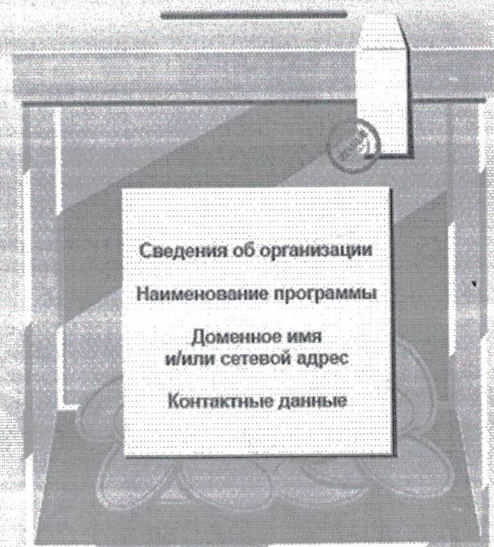 Сведения об организации
Наименование программы
Доменное имя
и/или сетевой адрес
Контактные данные